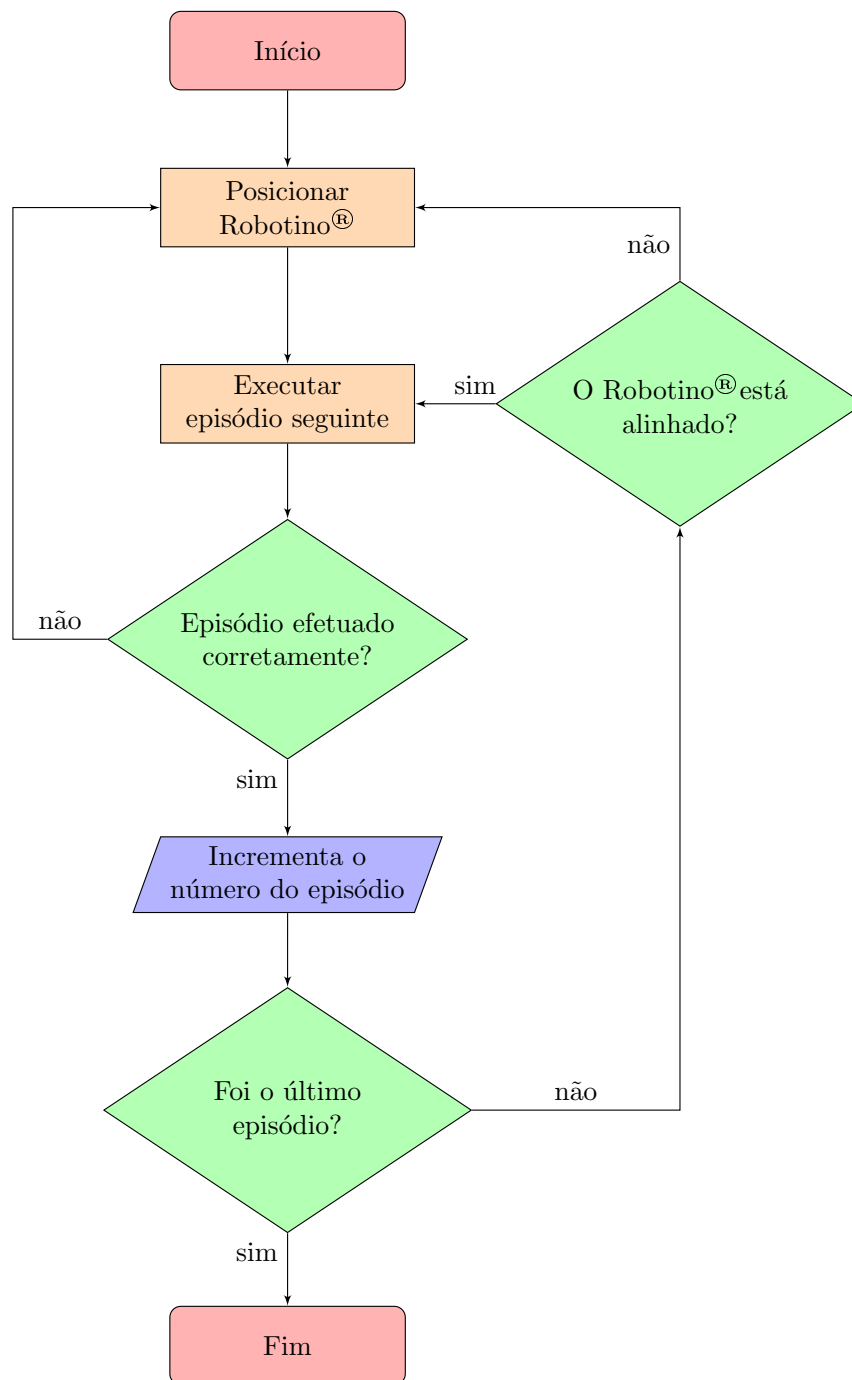 Início
Posicionar
Robotino®
não
Executar
episódio seguinte
sim
O Robotino® está
alinhado?
não
Episódio efetuado
corretamente?
sim
Incrementa o
número do episódio
Foi o último
episódio?
não
sim
Fim